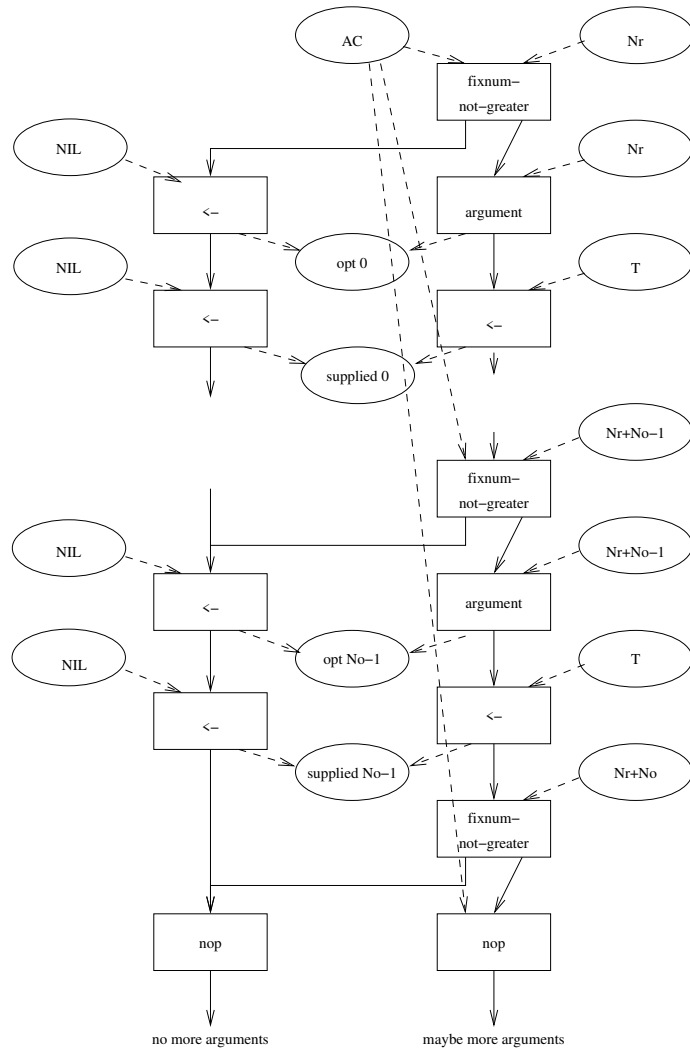 AC
Nr
fixnum−
not−greater
NIL
Nr
<−
argument
NIL
opt 0
T
<−
<−
supplied 0
Nr+No−1
fixnum−
not−greater
NIL
Nr+No−1
<−
argument
NIL
opt No−1
T
<−
<−
supplied No−1
Nr+No
fixnum−
not−greater
nop
nop
no more arguments
maybe more arguments